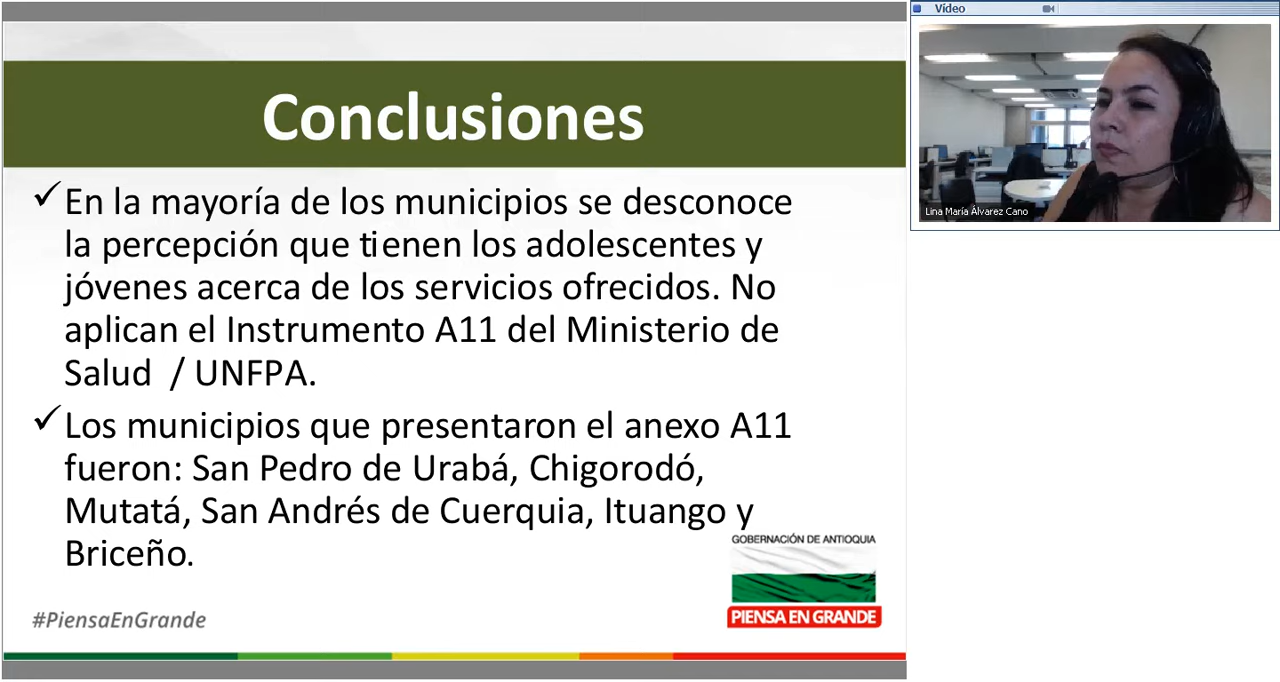 Conclusiones
✓En la mayoría de los municipios se desconoce
la percepción que tienen los adolescentes y
jóvenes acerca de los servicios ofrecidos. No
aplican el Instrumento A11 del Ministerio de
Salud / UNFPA.
✓Los municipios que presentaron el anexo A11
fueron: San Pedro de Urabá, Chigorodó,
Mutatá, San Andrés de Cuerquia, Ituango y
Briceño.
GOBERNACIÓN DE ANTIOQUIA
PIENSA EN GRANDE
#PiensaEnGrande
Vídeo
Lina María Álvarez Cano